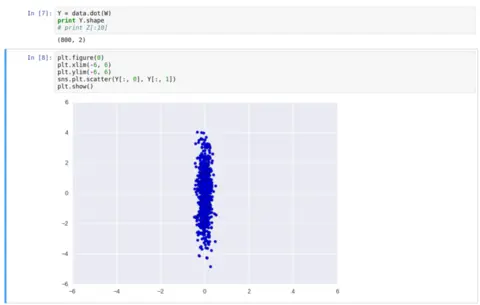 In [7]: Y = data.dot(W)
print Y.shape
# print Z[:10]
(800, 2)
In [8]: plt.figure(0)
plt.xlim(-6, 6)
plt.ylim(-6, 6)
sns.plt.scatter(Y[:, 0], Y[:, 1])
plt.show()
6
4
2
0
−2
−4
−6
−6 −4 −2 0 2 4 6